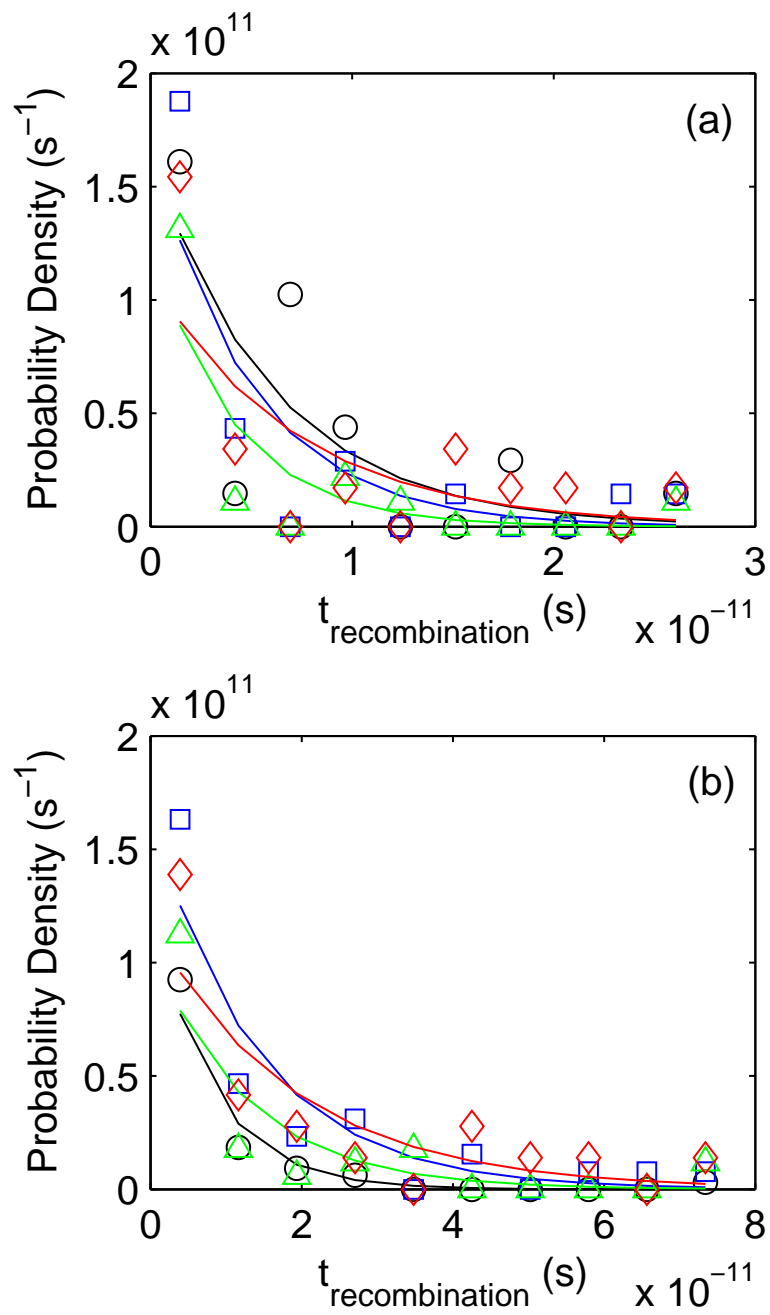 x 10^11
2
(a)
1.5
1
0.5
0
0 1 2 3
Probability Density (s^−1)
t_recombination (s) x 10^−11
x 10^11
2
(b)
1.5
1
0.5
0
0 2 4 6 8
Probability Density (s^−1)
t_recombination (s) x 10^−11